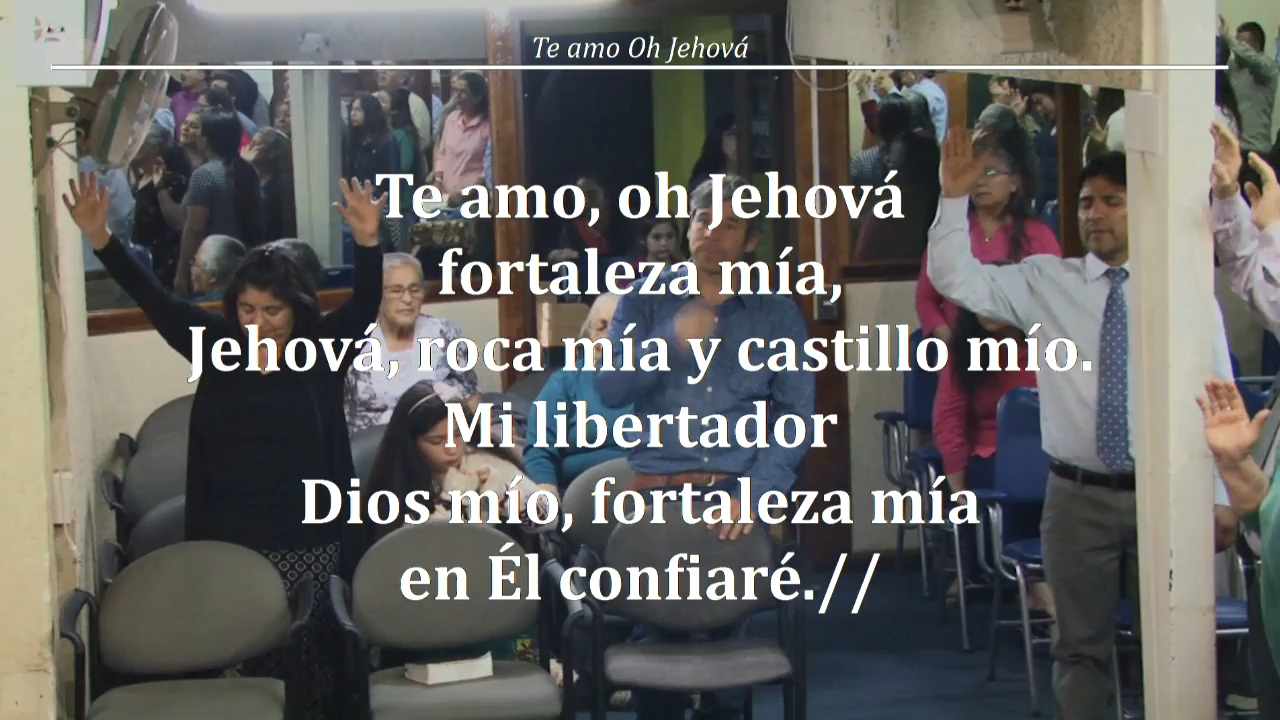 Te amo Oh Jehová
Te amo, oh Jehová
fortaleza mía,
Jehová, roca mía y castillo mío.
Mi libertador
Dios mío, fortaleza mía
en Él confiaré.//